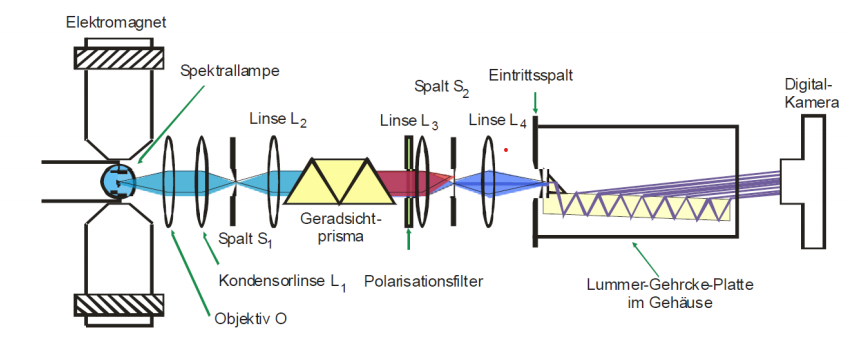 Elektromagnet
Spektrallampe
Linse L2
Spalt S2
Linse L3
Linse L4
Eintrittsspalt
Digital-
Kamera
Spalt S1
Geradsicht-
prisma
Kondensorlinse L1
Polarisationsfilter
Objektiv O
Lummer-Gehrcke-Platte
im Gehäuse